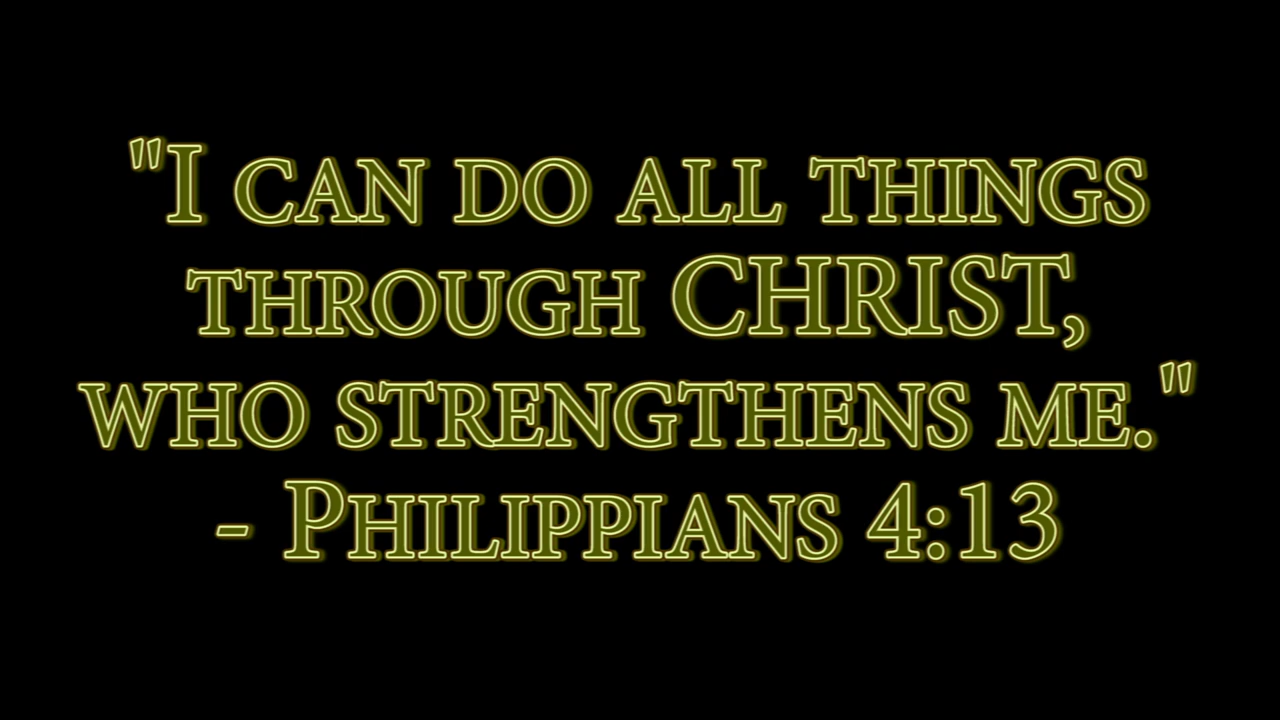 "I CAN DO ALL THINGS
THROUGH CHRIST,
WHO STRENGTHENS ME."
- PHILIPPIANS 4:13